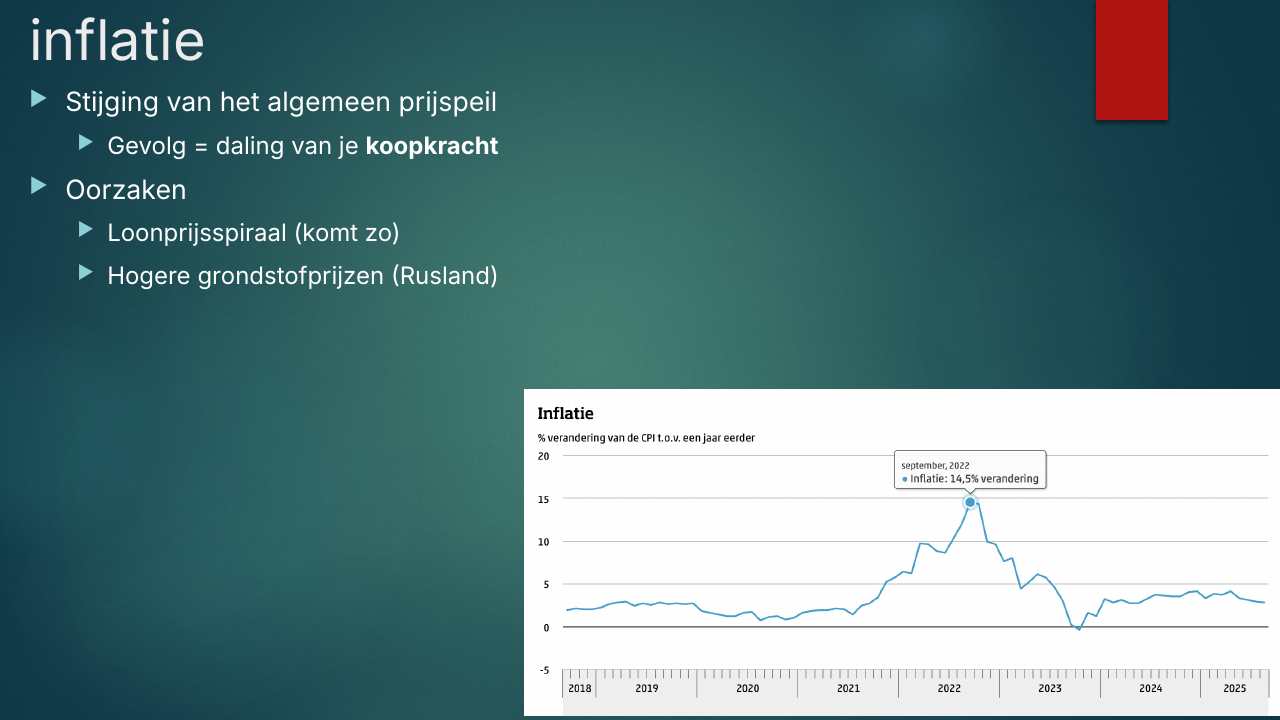 inflatie
Stijging van het algemeen prijspeil
Gevolg = daling van je koopkracht
Oorzaken
Loonprijsspiraal (komt zo)
Hogere grondstofprijzen (Rusland)
Inflatie
% verandering van de CPI t.o.v. een jaar eerder
20
september, 2022
Inflatie: 14,5% verandering
15
10
5
0
-5
2018 2019 2020 2021 2022 2023 2024 2025